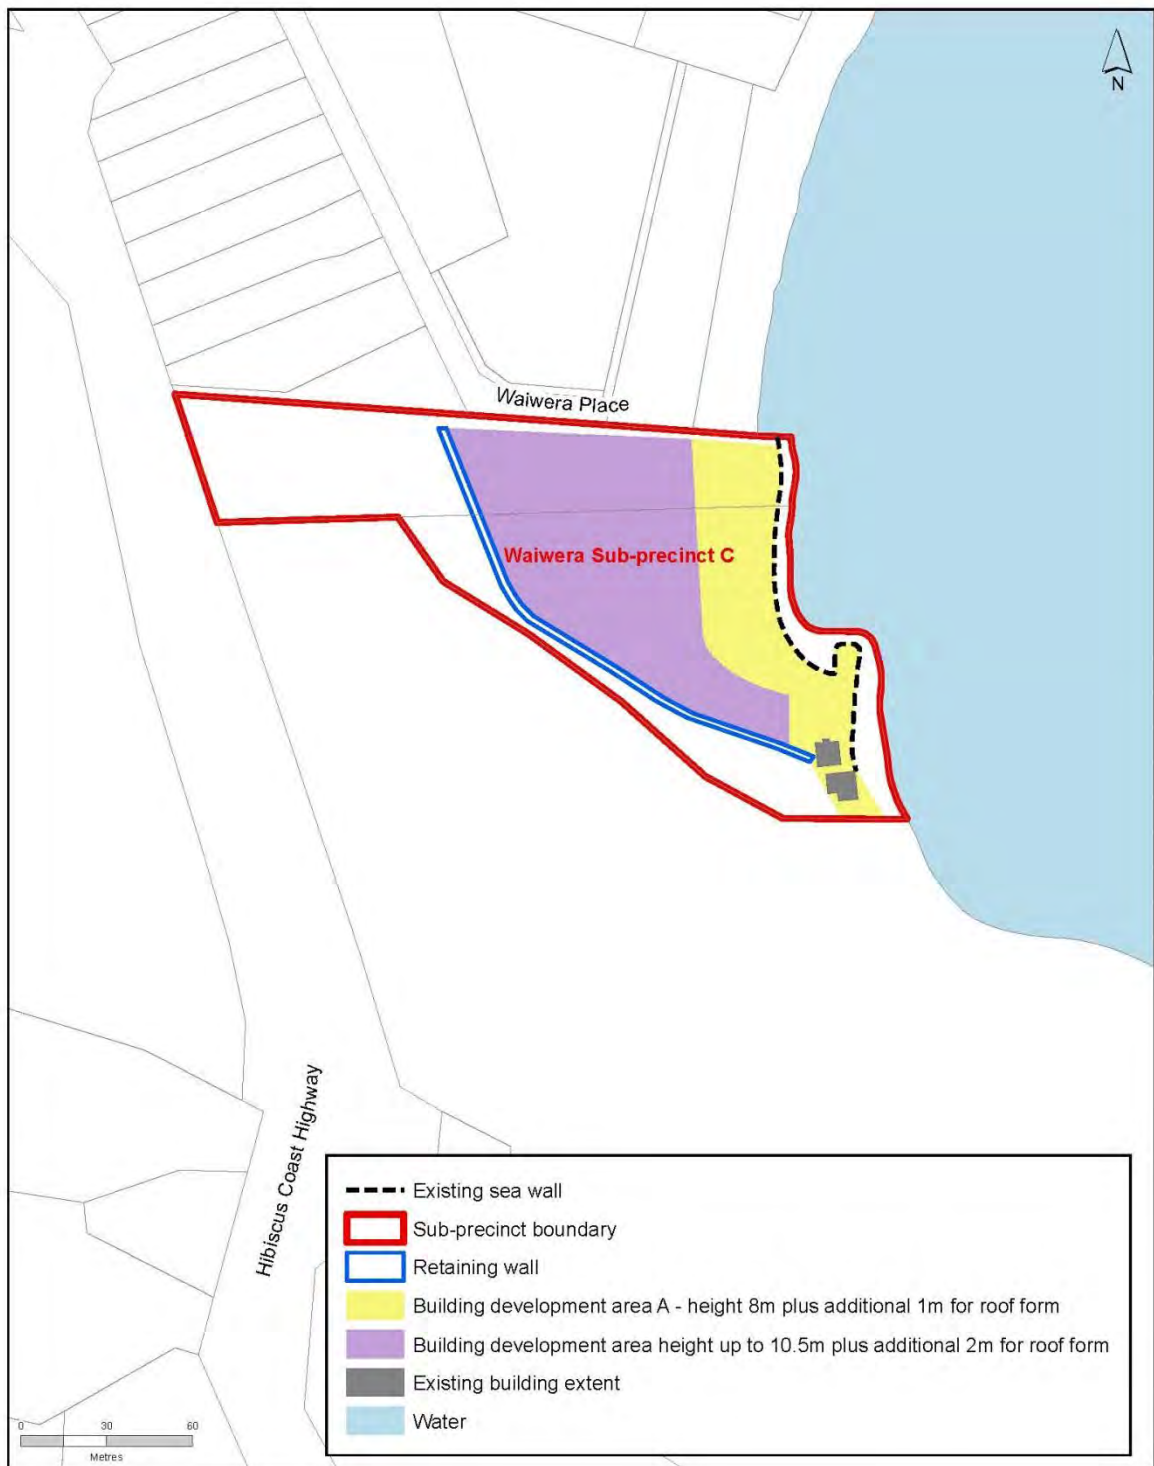 N
Waiwera Place
Waiwera Sub-precinct C
Hibiscus Coast Highway
Existing sea wall
Sub-precinct boundary
Retaining wall
Building development area A - height 8m plus additional 1m for roof form
Building development area height up to 10.5m plus additional 2m for roof form
Existing building extent
Water
0 30 60
Metres